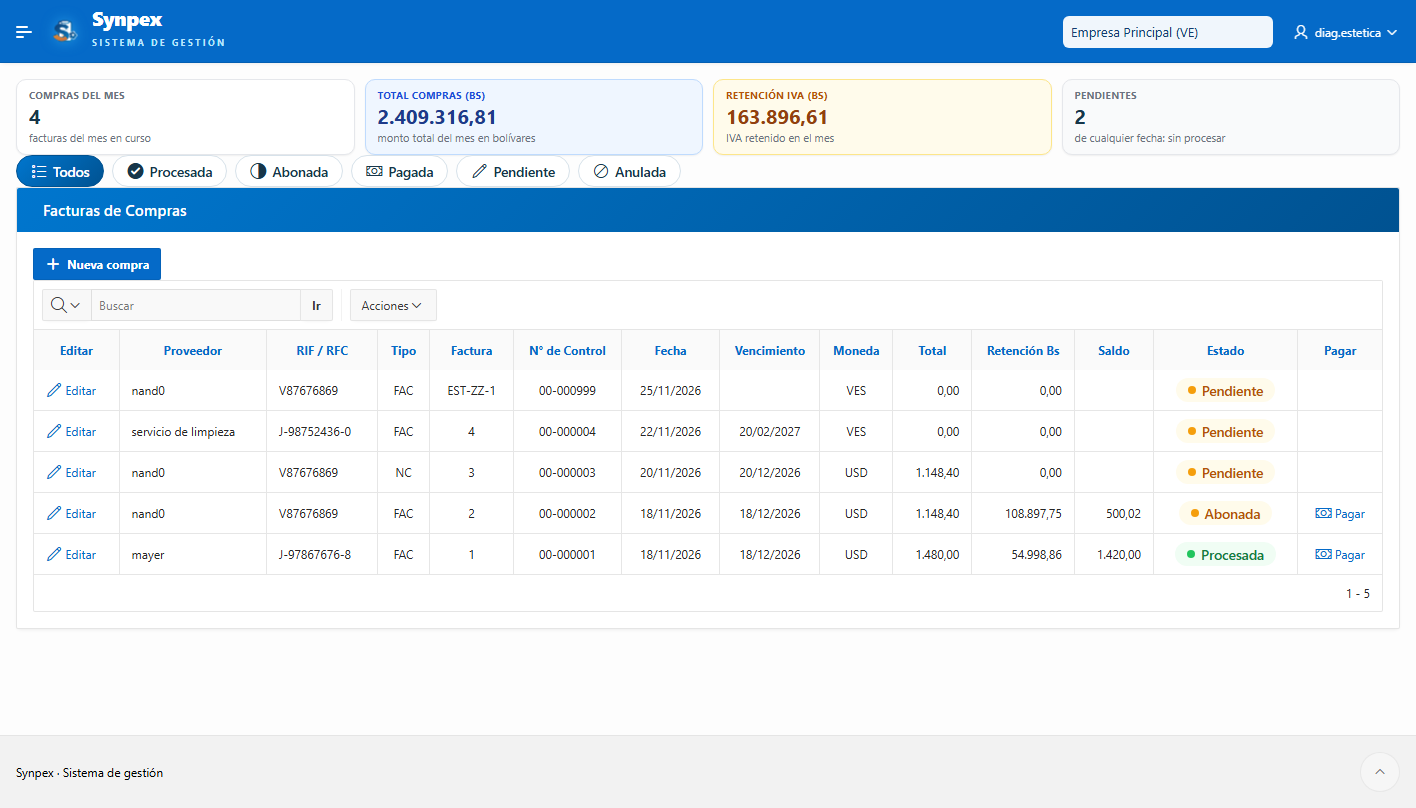 Synpex
SISTEMA DE GESTIÓN
Empresa Principal (VE)
diag.estetica
COMPRAS DEL MES
4
facturas del mes en curso
TOTAL COMPRAS (BS)
2.409.316,81
monto total del mes en bolívares
RETENCIÓN IVA (BS)
163.896,61
IVA retenido en el mes
PENDIENTES
2
de cualquier fecha: sin procesar
Todos Procesada Abonada Pagada Pendiente Anulada
Facturas de Compras
Nueva compra
Buscar Ir Acciones
Editar Proveedor RIF / RFC Tipo Factura N° de Control Fecha Vencimiento Moneda Total Retención Bs Saldo Estado Pagar
Editar nand0 V87676869 FAC EST-ZZ-1 00-000999 25/11/2026 VES 0,00 0,00 Pendiente
Editar servicio de limpieza J-98752436-0 FAC 4 00-000004 22/11/2026 20/02/2027 VES 0,00 0,00 Pendiente
Editar nand0 V87676869 NC 3 00-000003 20/11/2026 20/12/2026 USD 1.148,40 0,00 Pendiente
Editar nand0 V87676869 FAC 2 00-000002 18/11/2026 18/12/2026 USD 1.148,40 108.897,75 500,02 Abonada Pagar
Editar mayer J-97867676-8 FAC 1 00-000001 18/11/2026 18/12/2026 USD 1.480,00 54.998,86 1.420,00 Procesada Pagar
1 - 5
Synpex · Sistema de gestión